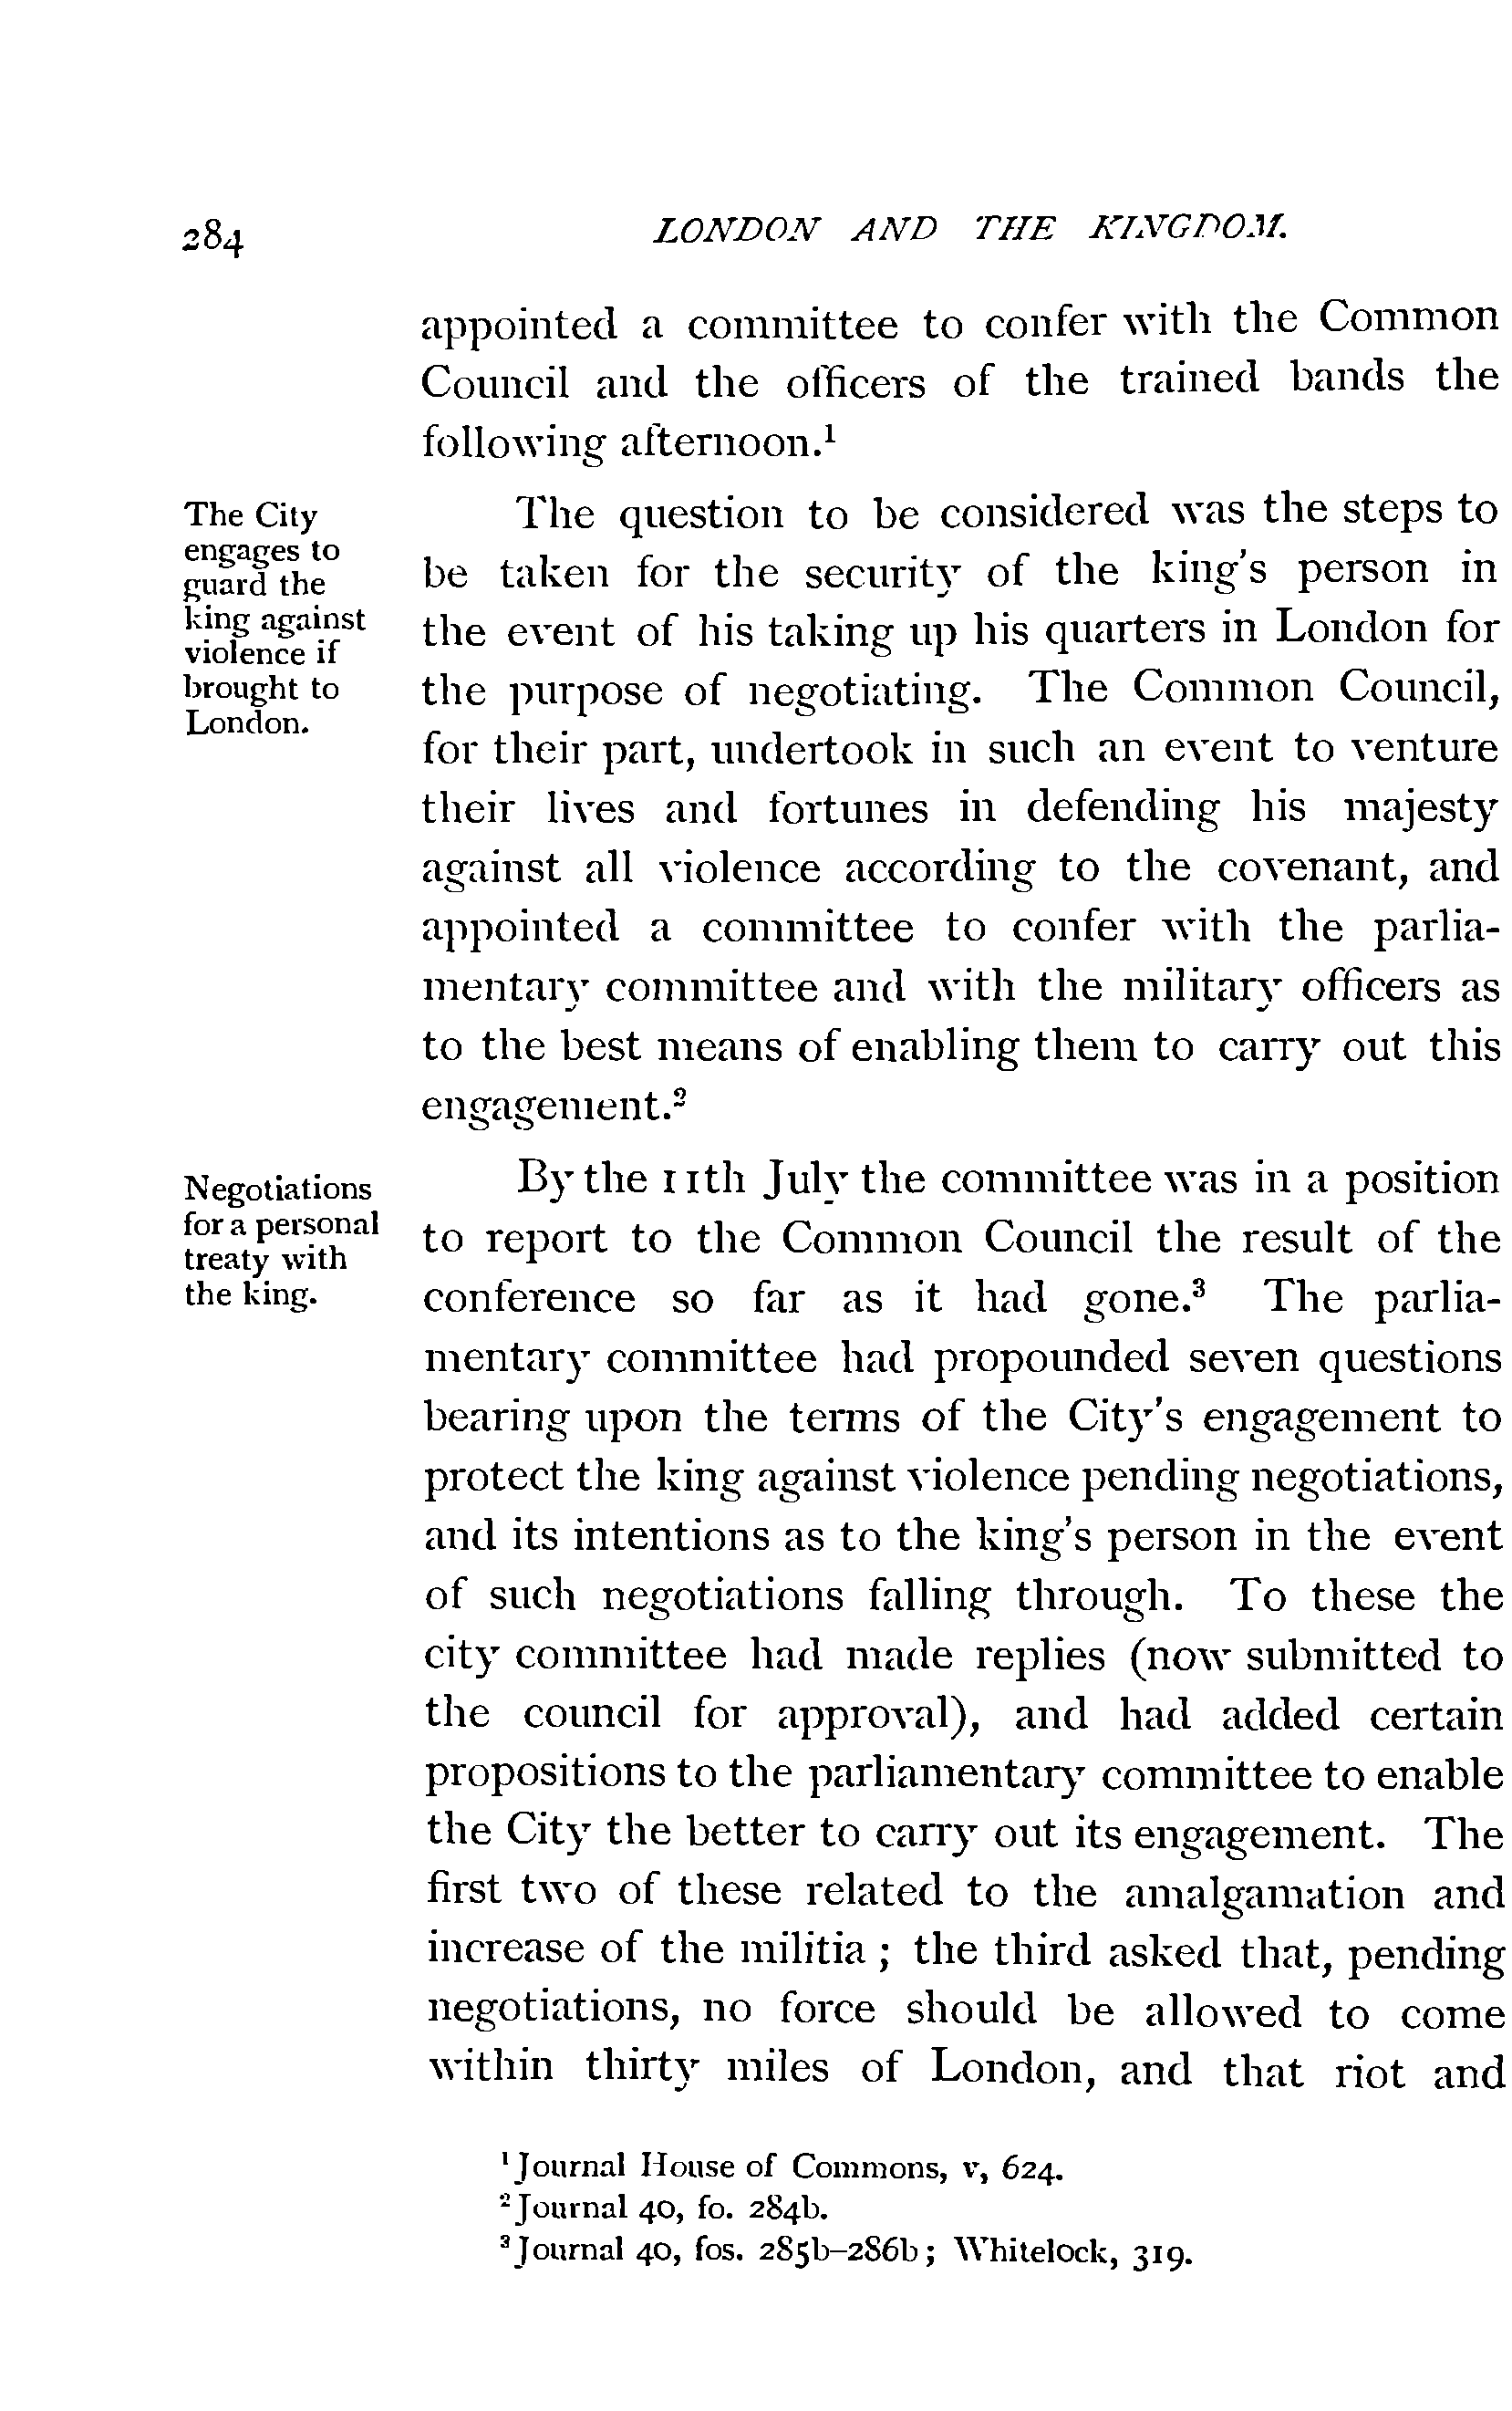 284
LONDON AND THE KINGDOM.
appointed a committee to confer with the Common
Council and the officers of the trained bands the
following afternoon.¹
The City
engages to
guard the
king against
violence if
brought to
London.
The question to be considered was the steps to
be taken for the security of the king's person in
the event of his taking up his quarters in London for
the purpose of negotiating. The Common Council,
for their part, undertook in such an event to venture
their lives and fortunes in defending his majesty
against all violence according to the covenant, and
appointed a committee to confer with the parlia-
mentary committee and with the military officers as
to the best means of enabling them to carry out this
engagement.²
Negotiations
for a personal
treaty with
the king.
By the 11th July the committee was in a position
to report to the Common Council the result of the
conference so far as it had gone.³ The parlia-
mentary committee had propounded seven questions
bearing upon the terms of the City's engagement to
protect the king against violence pending negotiations,
and its intentions as to the king's person in the event
of such negotiations falling through. To these the
city committee had made replies (now submitted to
the council for approval), and had added certain
propositions to the parliamentary committee to enable
the City the better to carry out its engagement. The
first two of these related to the amalgamation and
increase of the militia ; the third asked that, pending
negotiations, no force should be allowed to come
within thirty miles of London, and that riot and
¹ Journal House of Commons, v, 624.
² Journal 40, fo. 284b.
³ Journal 40, fos. 285b–286b ; Whitelock, 319.